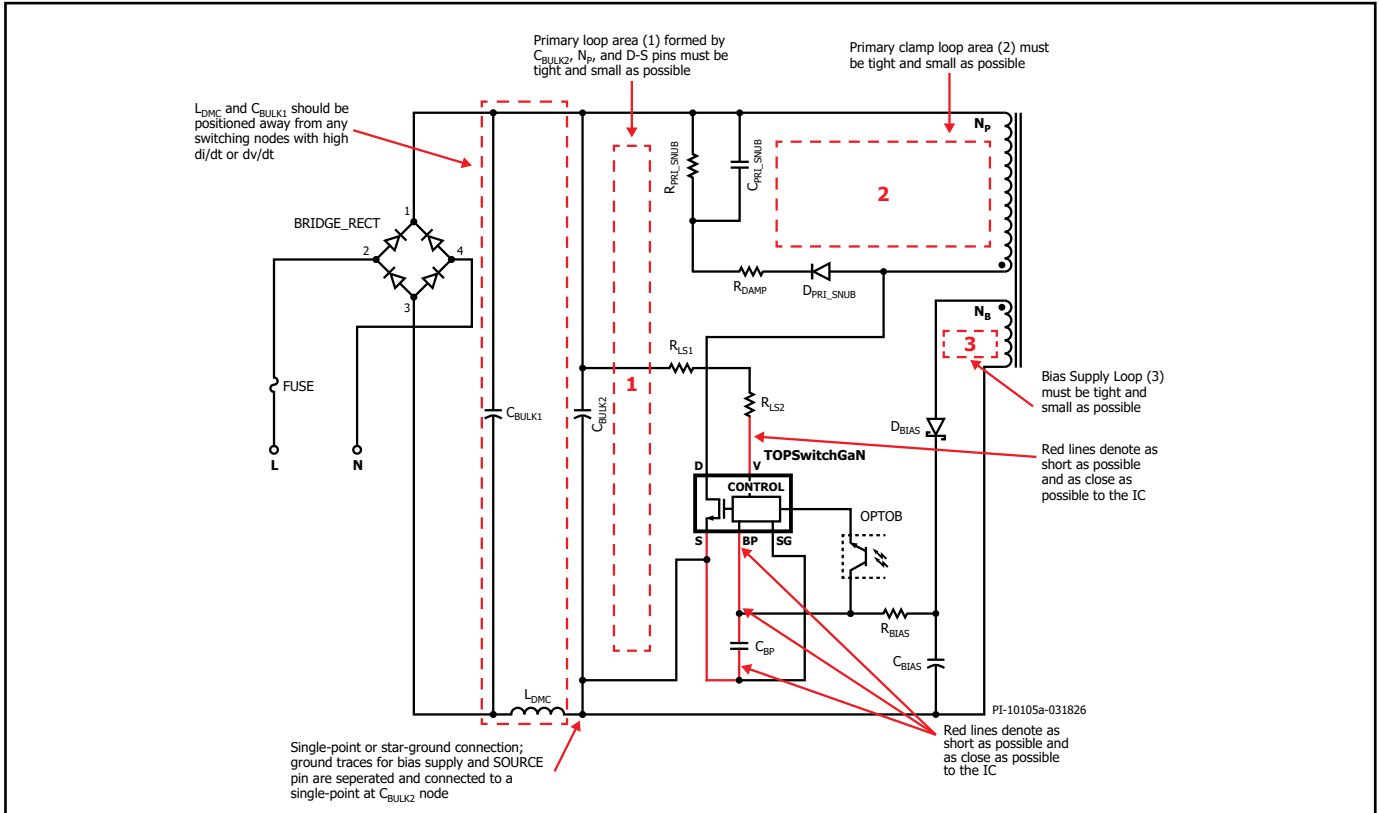 Primary loop area (1) formed by
CBULK2, NP, and D-S pins must be
tight and small as possible
Primary clamp loop area (2) must
be tight and small as possible
LDMC and CBULK1 should be
positioned away from any
switching nodes with high
di/dt or dv/dt
NP
RPRI_SNUB
CPRI_SNUB
2
BRIDGE_RECT
1
2
4
3
RDAMP
DPRI_SNUB
NB
3
RLS1
1
Bias Supply Loop (3)
must be tight and
small as possible
FUSE
RLS2
CBULK1
CBULK2
DBIAS
L
N
TOPSwitchGaN
Red lines denote as
short as possible
and as close as
possible to the IC
D
V
CONTROL
OPTOB
S
BP
SG
RBIAS
CBP
CBIAS
LDMC
PI-10105a-031826
Single-point or star-ground connection;
ground traces for bias supply and SOURCE
pin are seperated and connected to a
single-point at CBULK2 node
Red lines denote as
short as possible and
as close as possible
to the IC